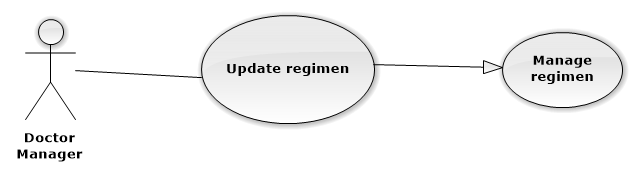 Update regimen
Manage
regimen
Doctor
Manager